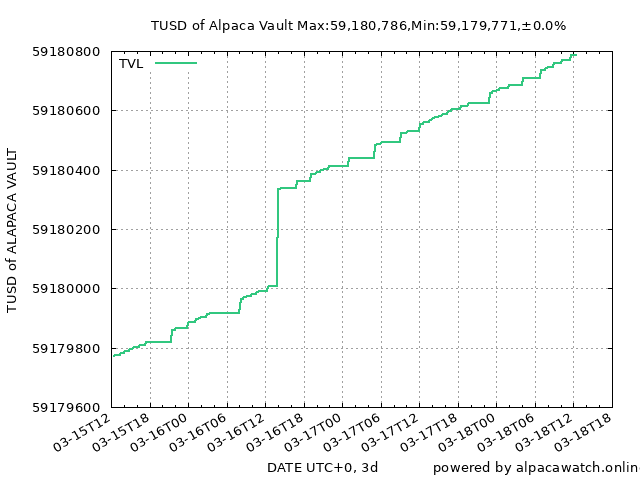 TUSD of Alpaca Vault Max:59,180,786,Min:59,179,771,±0.0%
TVL
TUSD of ALAPACA VAULT
59180800
59180600
59180400
59180200
59180000
59179800
59179600
03-15T12
03-15T18
03-16T00
03-16T06
03-16T12
03-16T18
03-17T00
03-17T06
03-17T12
03-17T18
03-18T00
03-18T06
03-18T12
03-18T18
DATE UTC+0, 3d
powered by alpacawatch.online